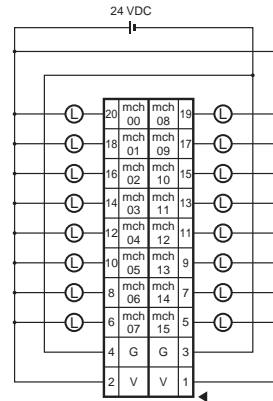 24 VDC
L 20 mch 00 mch 08 19 L
L 18 mch 01 mch 09 17 L
L 16 mch 02 mch 10 15 L
L 14 mch 03 mch 11 13 L
L 12 mch 04 mch 12 11 L
L 10 mch 05 mch 13 9 L
L 8 mch 06 mch 14 7 L
L 6 mch 07 mch 15 5 L
4 G G 3
2 V V 1